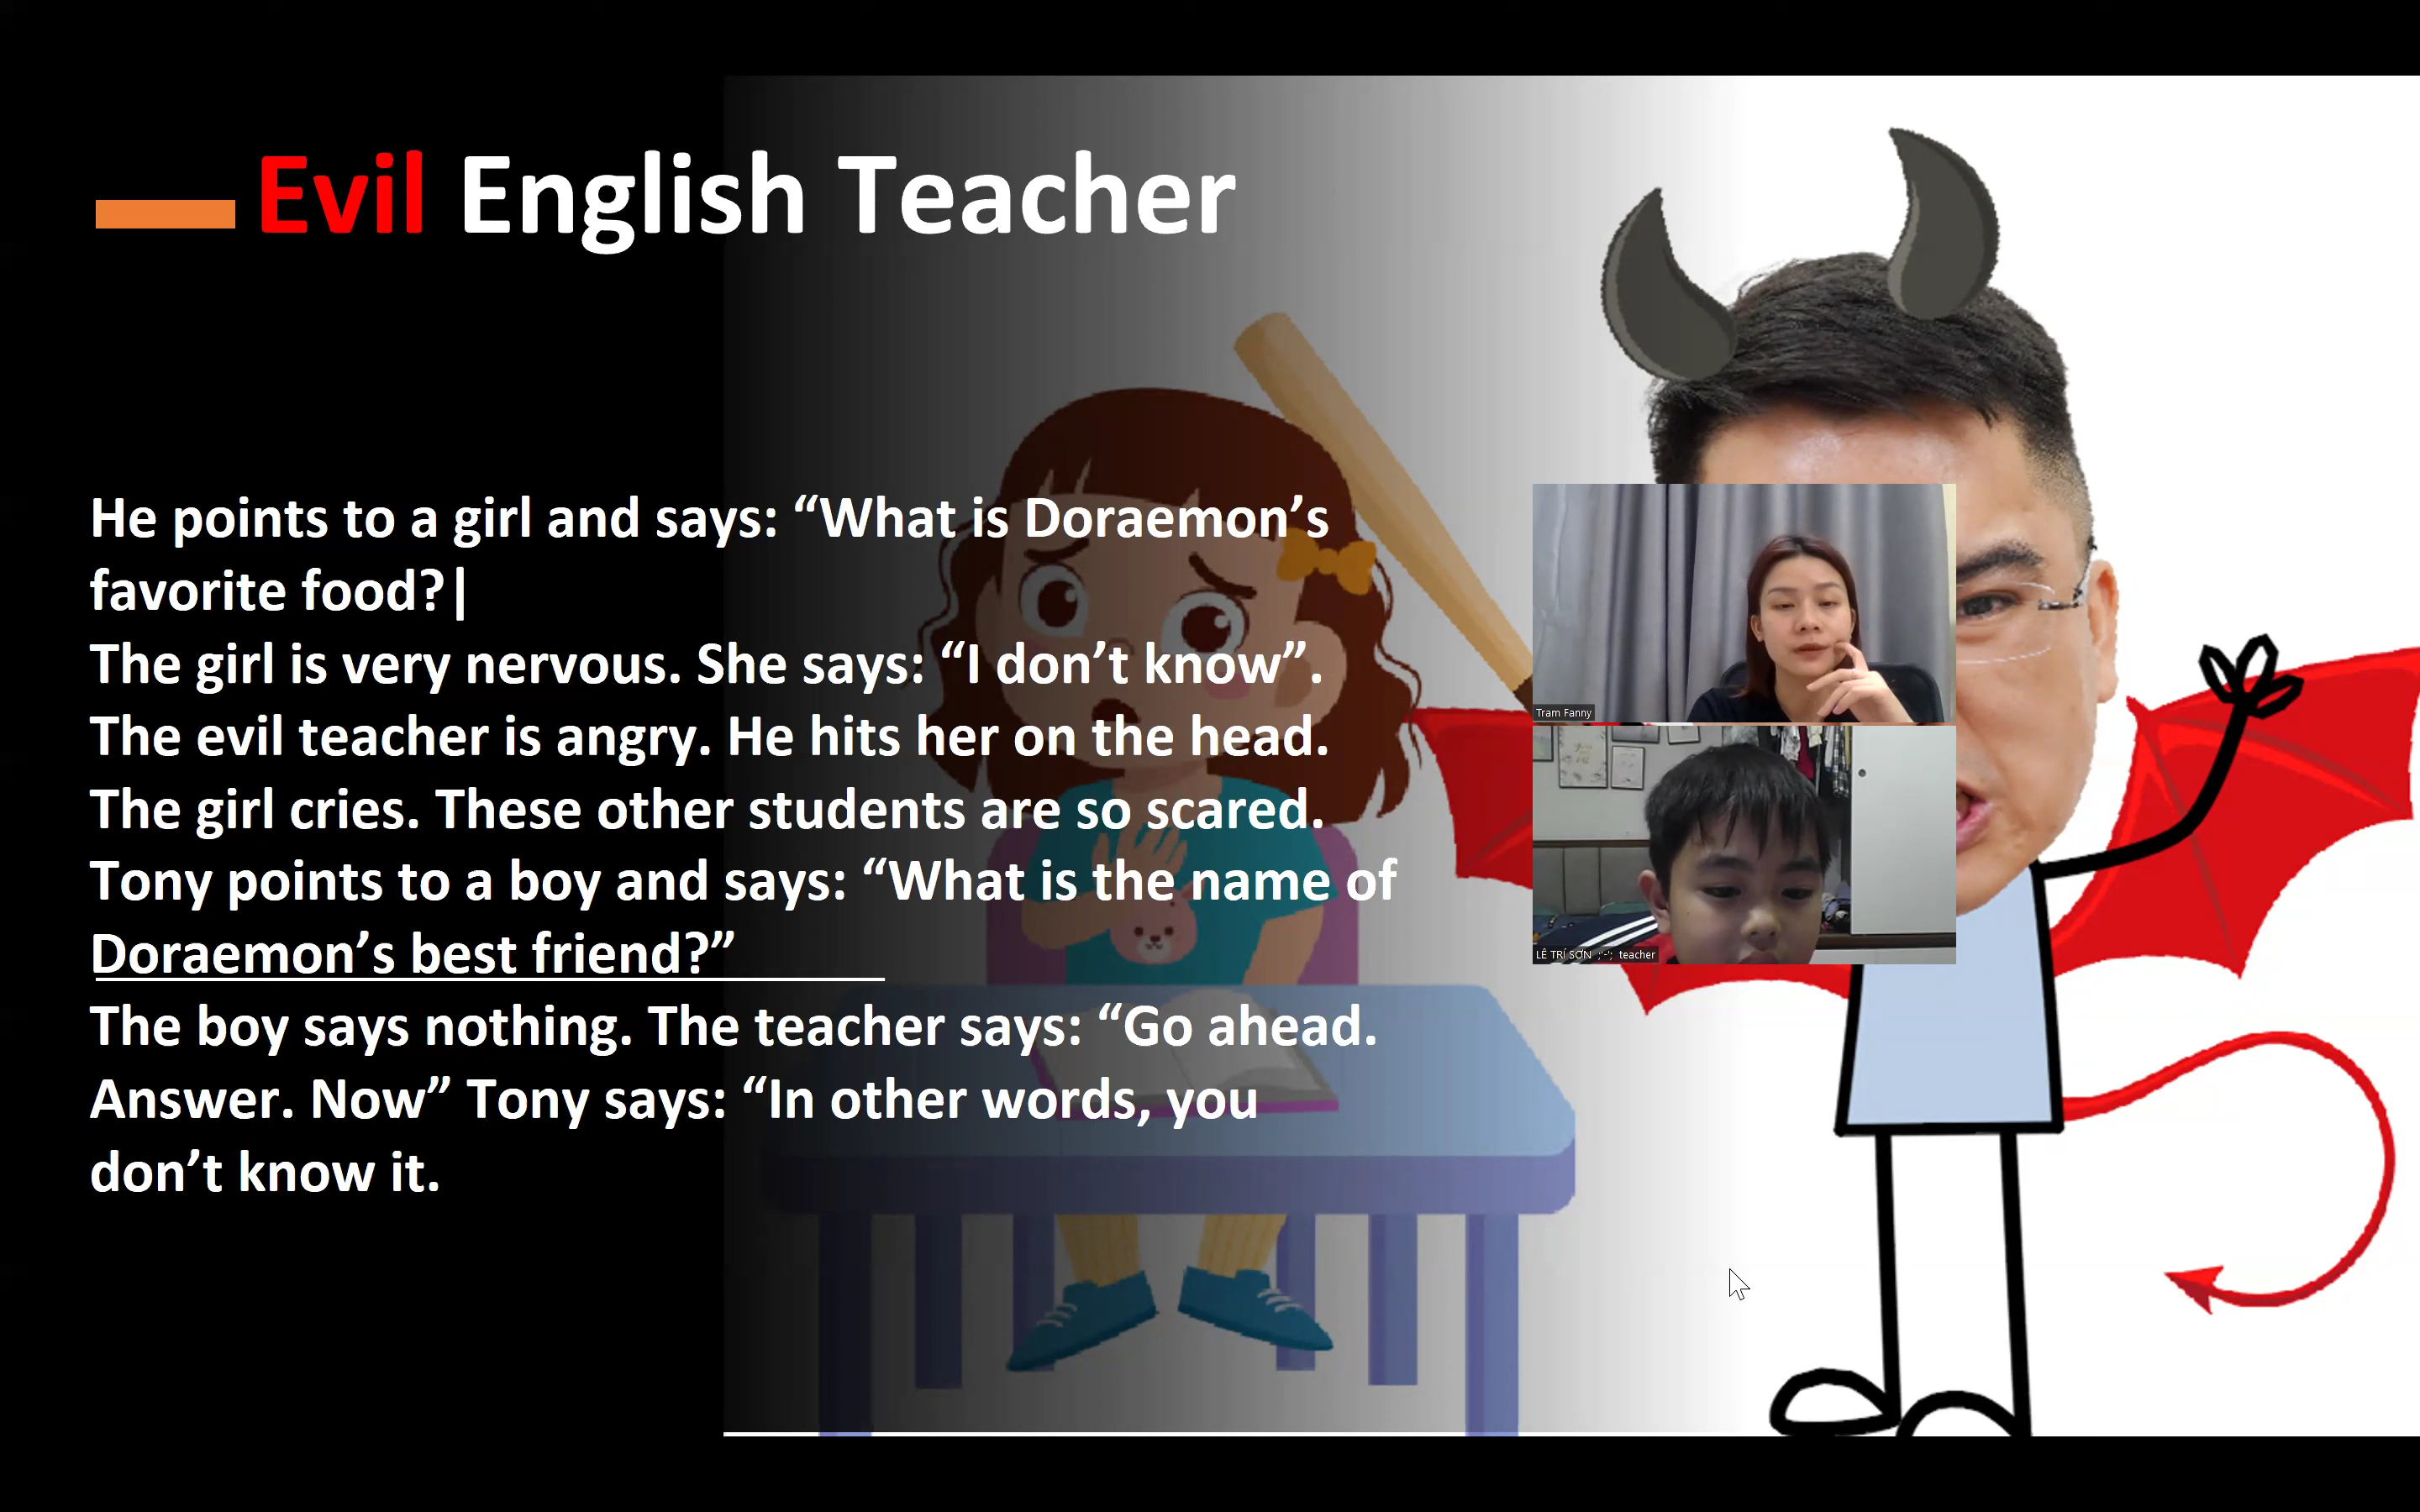 Evil English Teacher
He points to a girl and says: “What is Doraemon’s
favorite food?|
The girl is very nervous. She says: “I don’t know”.
The evil teacher is angry. He hits her on the head.
The girl cries. These other students are so scared.
Tony points to a boy and says: “What is the name of
Doraemon’s best friend?”
The boy says nothing. The teacher says: “Go ahead.
Answer. Now” Tony says: “In other words, you
don’t know it.
Tram Fanny
LÊ TRÍ SƠN ;'-'; teacher